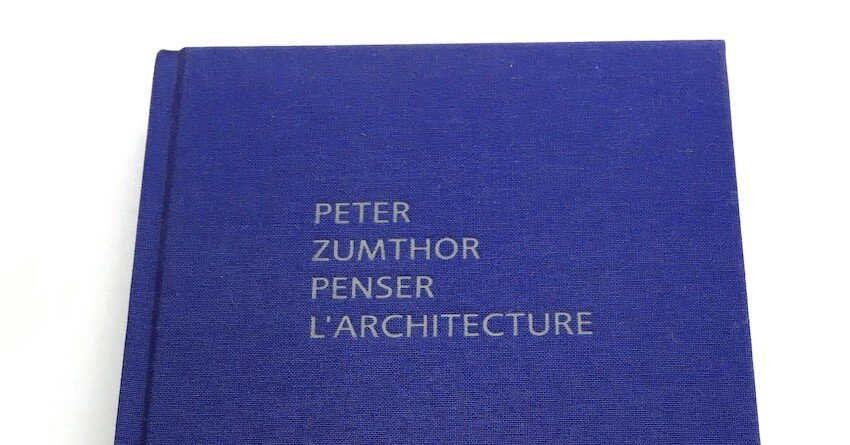 PETER
ZUMTHOR
PENSER
L'ARCHITECTURE